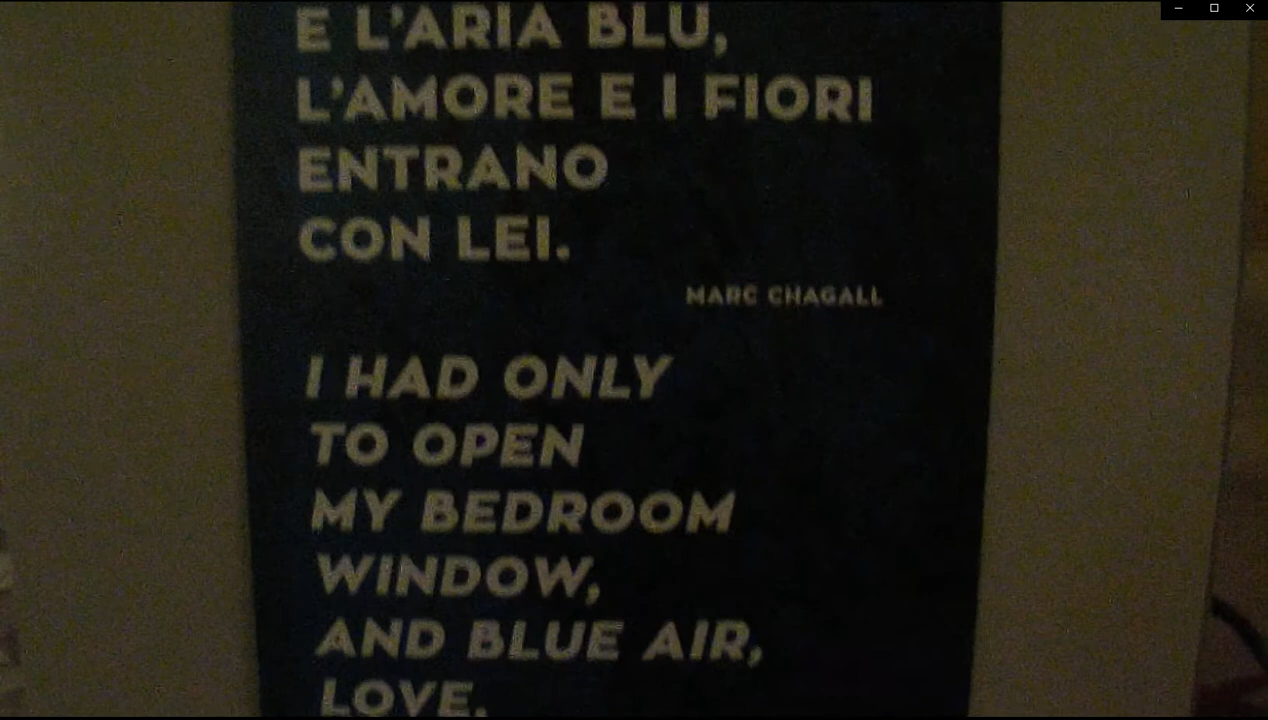 E L'ARIA BLU,
L'AMORE E I FIORI
ENTRANO
CON LEI.
MARC CHAGALL
I HAD ONLY
TO OPEN
MY BEDROOM
WINDOW,
AND BLUE AIR,
LOVE,